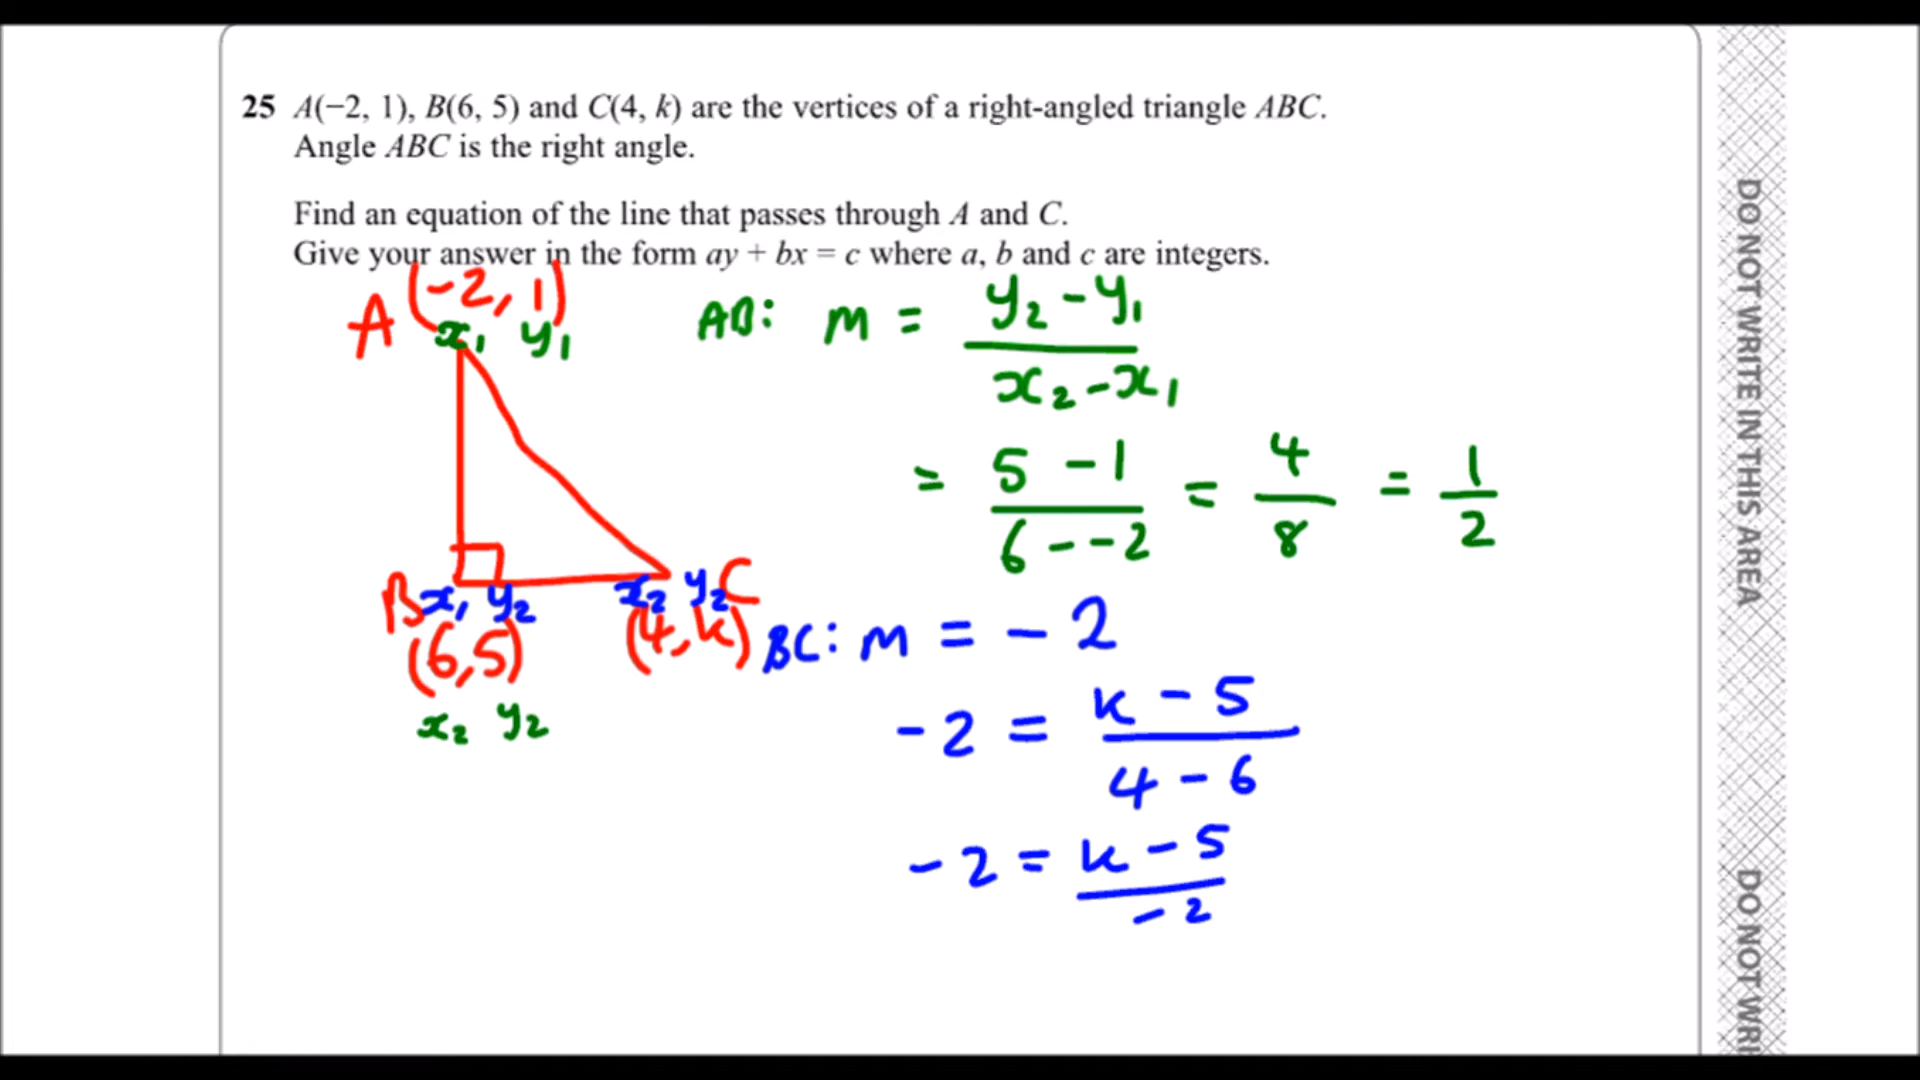 25 A(−2, 1), B(6, 5) and C(4, k) are the vertices of a right-angled triangle ABC.
Angle ABC is the right angle.
Find an equation of the line that passes through A and C.
Give your answer in the form ay + bx = c where a, b and c are integers.
A (-2, 1)
x₁ y₁
AB: m = y₂ - y₁
x₂ - x₁
= 5 - 1 = 4 = 1
6 - -2 8 2
B x₁ y₂ x₂ y₂ C
(6,5) (4,k)
x₂ y₂
BC: m = - 2
-2 = k - 5
4 - 6
-2 = k - 5
-2
DO NOT WRITE IN THIS AREA
DO NOT WRI